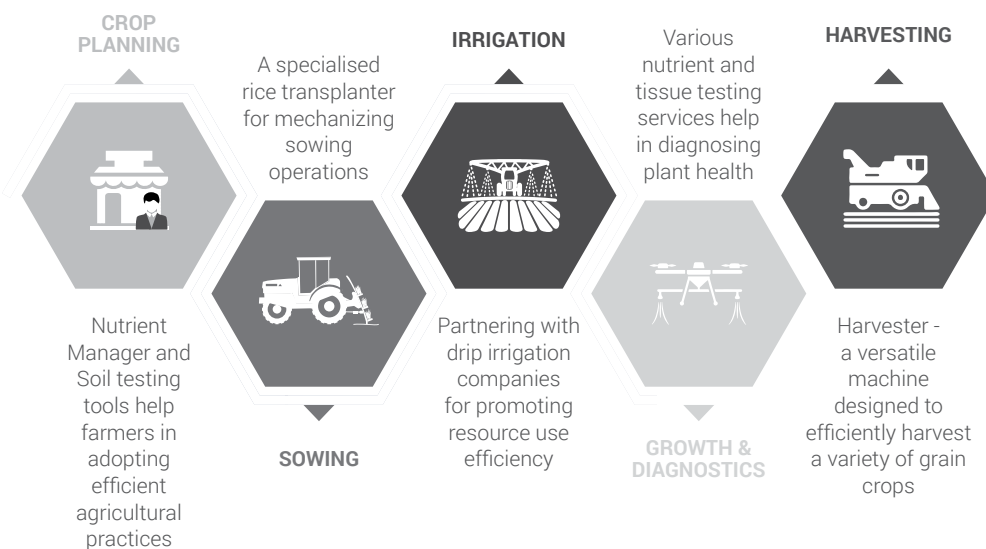 CROP
PLANNING
Nutrient
Manager and
Soil testing
tools help
farmers in
adopting
efficient
agricultural
practices
A specialised
rice transplanter
for mechanizing
sowing
operations
SOWING
IRRIGATION
Partnering with
drip irrigation
companies
for promoting
resource use
efficiency
Various
nutrient and
tissue testing
services help
in diagnosing
plant health
GROWTH &
DIAGNOSTICS
HARVESTING
Harvester -
a versatile
machine
designed to
efficiently harvest
a variety of grain
crops